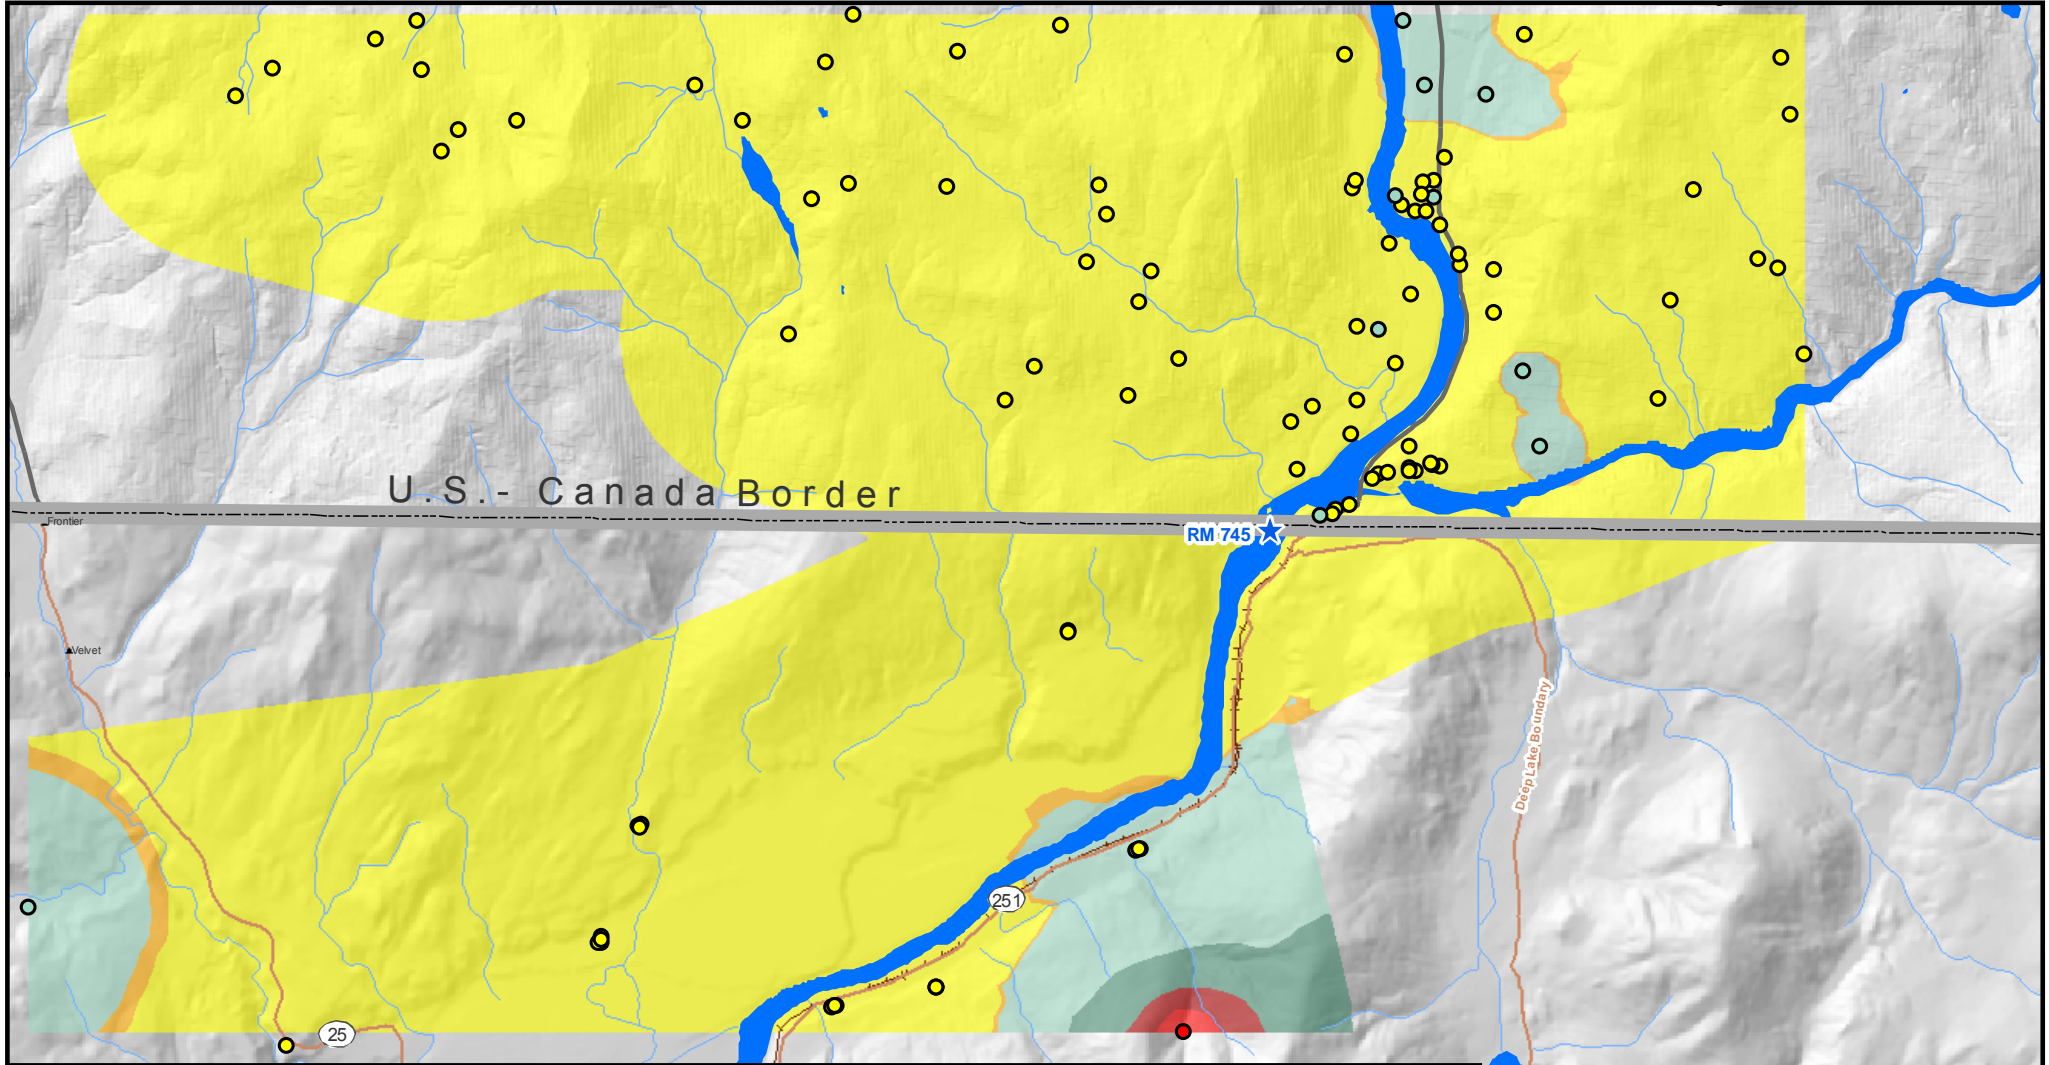 U.S.- Canada Border
Frontier
RM 745
Velvet
Deep Lake Boundary
251
25